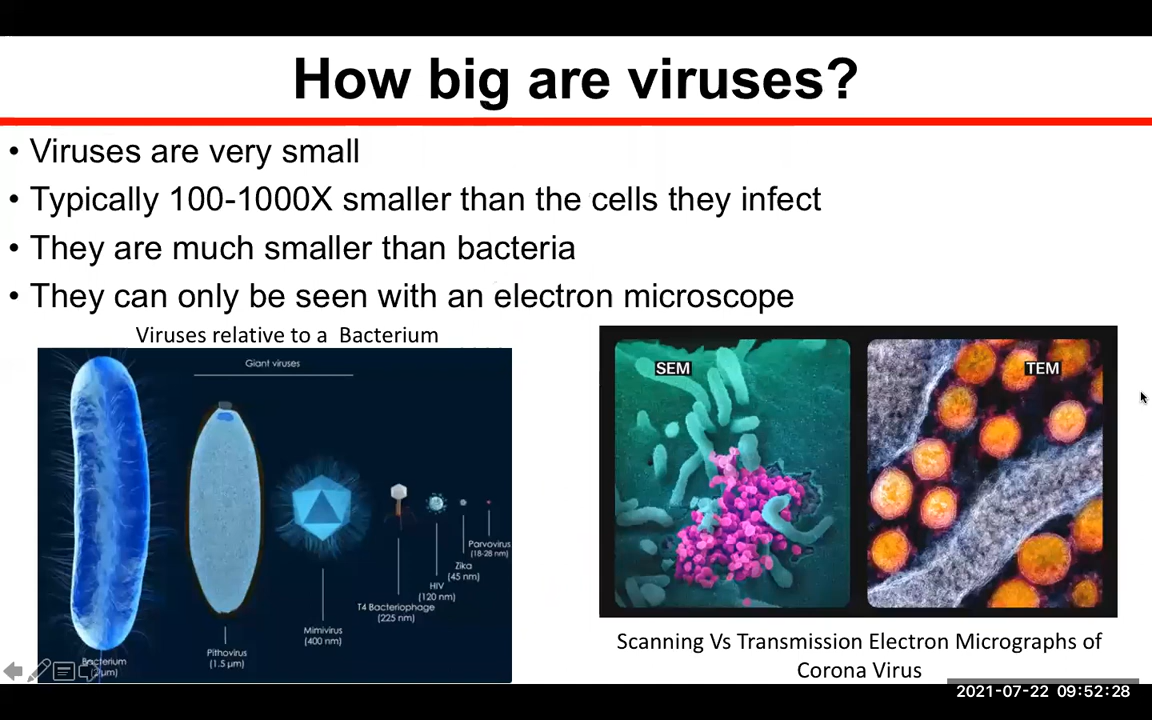 How big are viruses?
• Viruses are very small
• Typically 100-1000X smaller than the cells they infect
• They are much smaller than bacteria
• They can only be seen with an electron microscope
Viruses relative to a Bacterium
Giant viruses
Bacterium
Pithovirus
(1.5 µm)
Mimivirus
(400 nm)
T4 Bacteriophage
(225 nm)
HIV
(120 nm)
Zika
(45 nm)
Parvovirus
(18-28 nm)
SEM
TEM
Scanning Vs Transmission Electron Micrographs of
Corona Virus
2021-07-22 09:52:28